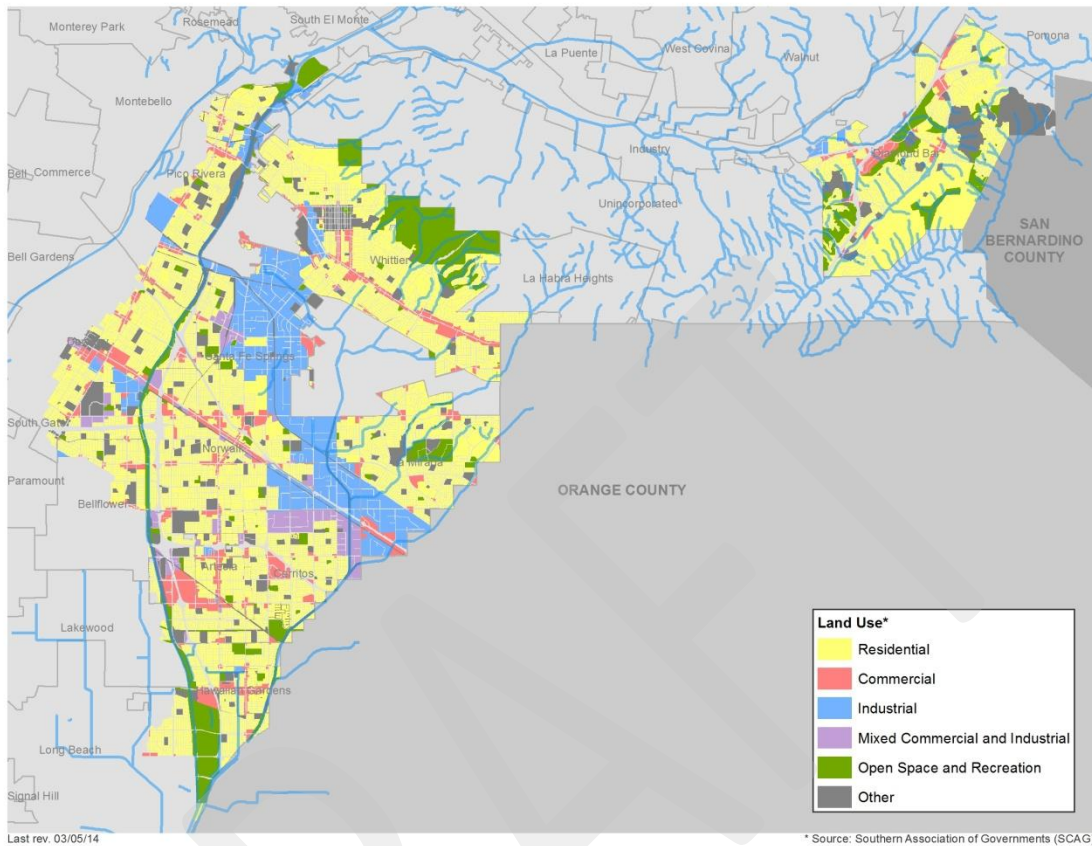 Monterey Park
Rosemead
South El Monte
La Puente
West Covina
Walnut
Pomona
Montebello
Bell
Commerce
Pico Rivera
Industry
Diamond Bar
Unincorporated
SAN
BERNARDINO
COUNTY
Bell Gardens
Whittier
La Habra Heights
Santa Fe Springs
South Gate
Norwalk
La Mirada
Paramount
ORANGE COUNTY
Bellflower
Artesia
Cerritos
Lakewood
Hawaiian Gardens
Long Beach
Signal Hill
Land Use*
Residential
Commercial
Industrial
Mixed Commercial and Industrial
Open Space and Recreation
Other
Last rev. 03/05/14
* Source: Southern Association of Governments (SCAG